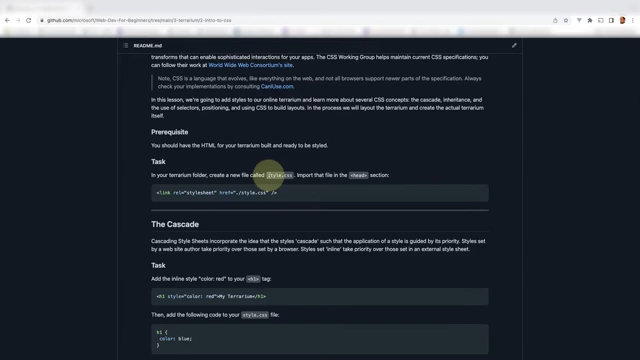 github.com/microsoft/Web-Dev-For-Beginners/tree/main/3-terrarium/2-intro-to-css
README.md
transforms that can enable sophisticated interactions for your apps. The CSS Working Group helps maintain current CSS specifications; you
can follow their work at World Wide Web Consortium's site.
Note, CSS is a language that evolves, like everything on the web, and not all browsers support newer parts of the specification. Always
check your implementations by consulting CanIUse.com.
In this lesson, we're going to add styles to our online terrarium and learn more about several CSS concepts: the cascade, inheritance, and
the use of selectors, positioning, and using CSS to build layouts. In the process we will layout the terrarium and create the actual terrarium
itself.
Prerequisite
You should have the HTML for your terrarium built and ready to be styled.
Task
In your terrarium folder, create a new file called style.css. Import that file in the <head> section:
<link rel="stylesheet" href="./style.css" />
The Cascade
Cascading Style Sheets incorporate the idea that the styles 'cascade' such that the application of a style is guided by its priority. Styles set
by a web site author take priority over those set by a browser. Styles set 'inline' take priority over those set in an external style sheet.
Task
Add the inline style "color: red" to your <h1> tag:
<h1 style="color: red">My Terrarium</h1>
Then, add the following code to your style.css file:
h1 {
color: blue;
}